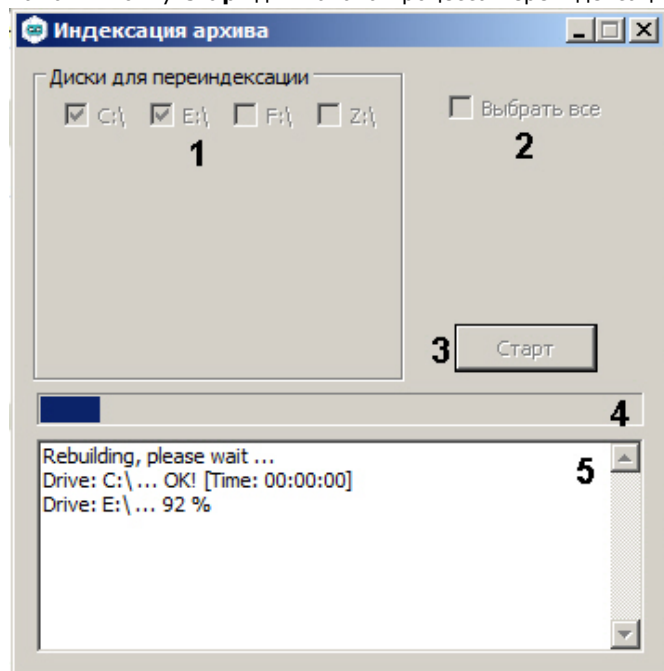 Индексация архива
Диски для переиндексации
C:\ E:\ F:\ Z:\
Выбрать все
1
2
3 Старт
4
Rebuilding, please wait ...
5
Drive: C:\ ... OK! [Time: 00:00:00]
Drive: E:\ ... 92 %